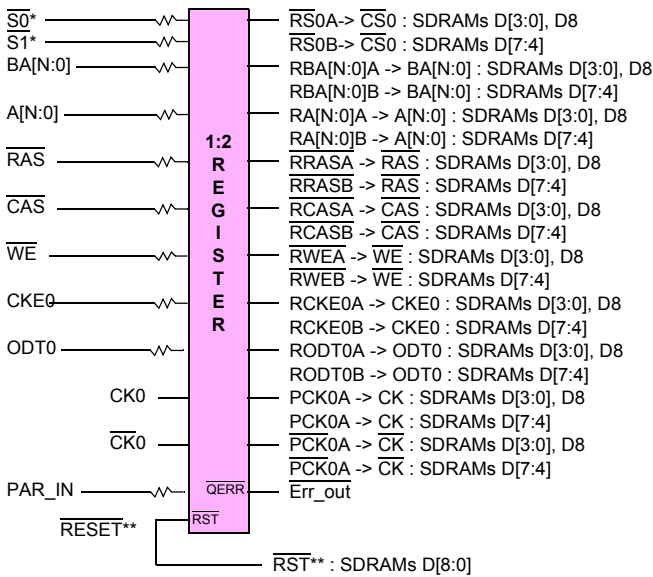 S0*
S1*
BA[N:0]
A[N:0]
RAS
CAS
WE
CKE0
ODT0
CK0
CK0
PAR_IN
RESET**
1:2
R
E
G
I
S
T
E
R
QERR
RST
RS0A-> CS0 : SDRAMs D[3:0], D8
RS0B-> CS0 : SDRAMs D[7:4]
RBA[N:0]A -> BA[N:0] : SDRAMs D[3:0], D8
RBA[N:0]B -> BA[N:0] : SDRAMs D[7:4]
RA[N:0]A -> A[N:0] : SDRAMs D[3:0], D8
RA[N:0]B -> A[N:0] : SDRAMs D[7:4]
RRASA -> RAS : SDRAMs D[3:0], D8
RRASB -> RAS : SDRAMs D[7:4]
RCASA -> CAS : SDRAMs D[3:0], D8
RCASB -> CAS : SDRAMs D[7:4]
RWEA -> WE : SDRAMs D[3:0], D8
RWEB -> WE : SDRAMs D[7:4]
RCKE0A -> CKE0 : SDRAMs D[3:0], D8
RCKE0B -> CKE0 : SDRAMs D[7:4]
RODT0A -> ODT0 : SDRAMs D[3:0], D8
RODT0B -> ODT0 : SDRAMs D[7:4]
PCK0A -> CK : SDRAMs D[3:0], D8
PCK0A -> CK : SDRAMs D[7:4]
PCK0A -> CK : SDRAMs D[3:0], D8
PCK0A -> CK : SDRAMs D[7:4]
Err_out
RST** : SDRAMs D[8:0]